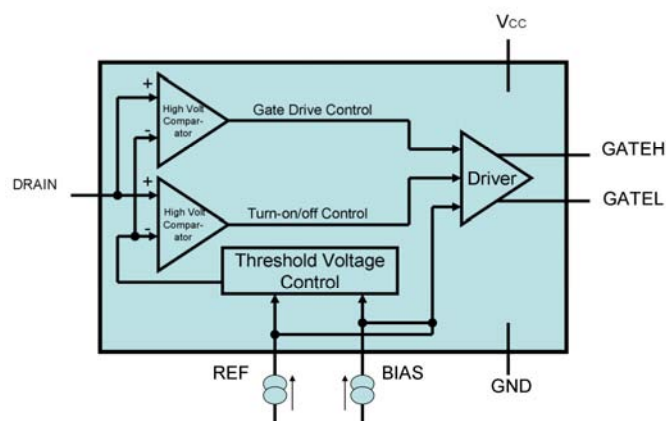 Vcc
+
High Volt
Compar-
ator
-
Gate Drive Control
GATEH
DRAIN
+
High Volt
Compar-
ator
-
Driver
GATEL
Turn-on/off Control
Threshold Voltage
Control
REF
BIAS
GND